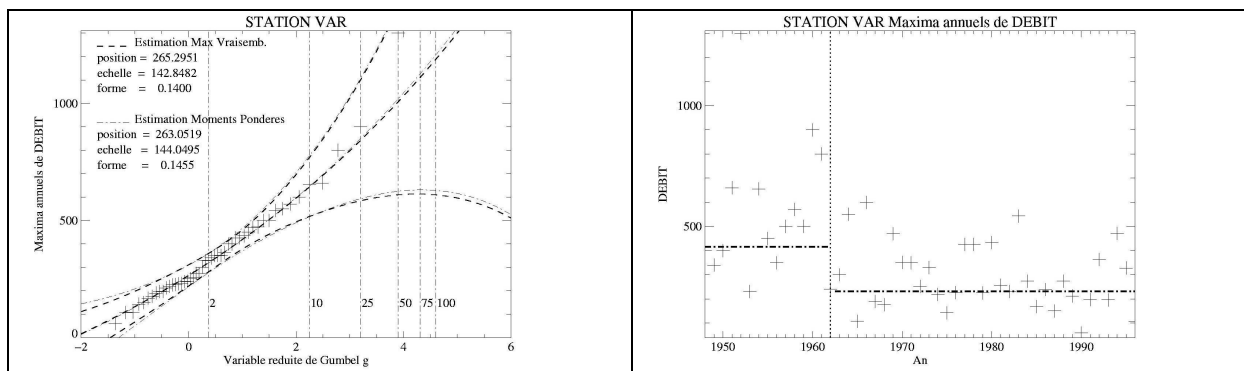 STATION VAR
Estimation Max Vraisemb.
position = 265.2951
echelle = 142.8482
forme = 0.1400
Estimation Moments Ponderes
position = 263.0519
echelle = 144.0495
forme = 0.1455
Maxima annuels de DEBIT
1000
500
0
2
10
25
50
75
100
-2
0
2
4
6
Variable reduite de Gumbel g
STATION VAR Maxima annuels de DEBIT
DEBIT
1000
500
1950
1960
1970
1980
1990
An